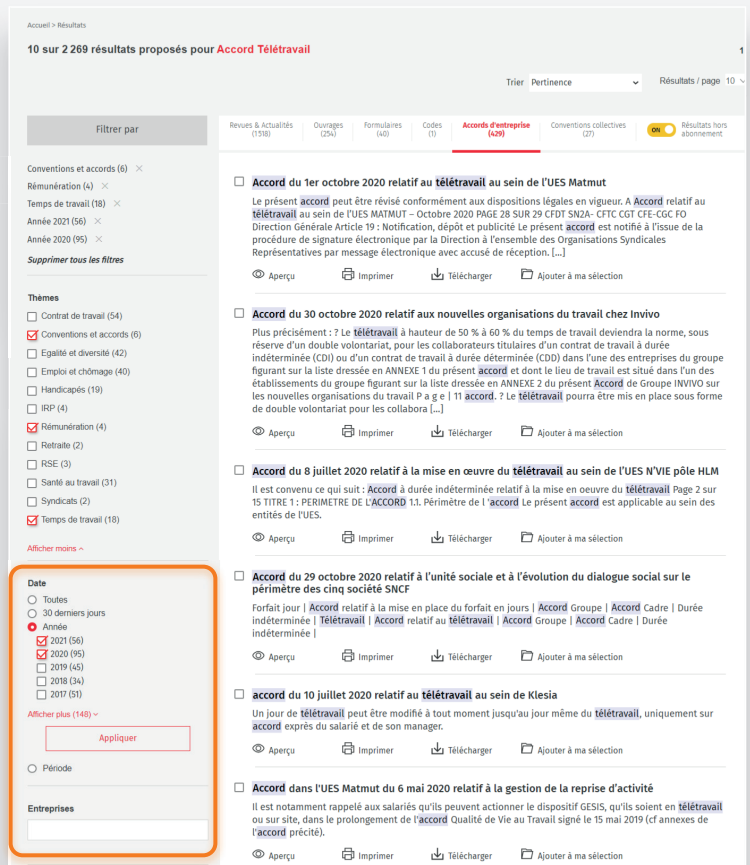 Accueil > Résultats
10 sur 2 269 résultats proposés pour Accord Télétravail
1
Trier Pertinence Résultats / page 10
Filtrer par
Conventions et accords (6) ×
Rémunération (4) ×
Temps de travail (18) ×
Année 2021 (56) ×
Année 2020 (95) ×
Supprimer tous les filtres
Thèmes
Contrat de travail (54)
Conventions et accords (6)
Egalité et diversité (42)
Emploi et chômage (40)
Handicapés (19)
IRP (4)
Rémunération (4)
Retraite (2)
RSE (3)
Santé au travail (31)
Syndicats (2)
Temps de travail (18)
Afficher moins
Date
Toutes
30 derniers jours
Année
2021 (56)
2020 (95)
2019 (45)
2018 (34)
2017 (51)
Afficher plus (148)
Appliquer
Période
Entreprises
Revues & Actualités (1518)
Ouvrages (254)
Formulaires (40)
Codes (1)
Accords d'entreprise (429)
Conventions collectives (27)
ON Résultats hors abonnement
Accord du 1er octobre 2020 relatif au télétravail au sein de l'UES Matmut
Le présent accord peut être révisé conformément aux dispositions légales en vigueur. A Accord relatif au
télétravail au sein de l'UES MATMUT – Octobre 2020 PAGE 28 SUR 29 CFDT SN2A- CFTC CGT CFE-CGC FO
Direction Générale Article 19 : Notification, dépôt et publicité Le présent accord est notifié à l'issue de la
procédure de signature électronique par la Direction à l'ensemble des Organisations Syndicales
Représentatives par message électronique avec accusé de réception. [...]
Aperçu Imprimer Télécharger Ajouter à ma sélection
Accord du 30 octobre 2020 relatif aux nouvelles organisations du travail chez Invivo
Plus précisément : ? Le télétravail à hauteur de 50 % à 60 % du temps de travail deviendra la norme, sous
réserve d'un double volontariat, pour les collaborateurs titulaires d'un contrat de travail à durée
indéterminée (CDI) ou d'un contrat de travail à durée déterminée (CDD) dans l'une des entreprises du groupe
figurant sur la liste dressée en ANNEXE 1 du présent accord et dont le lieu de travail est situé dans l'un des
établissements du groupe figurant sur la liste dressée en ANNEXE 2 du présent Accord de Groupe INVIVO sur
les nouvelles organisations du travail P a g e | 11 accord. ? Le télétravail pourra être mis en place sous forme
de double volontariat pour les collabora [...]
Aperçu Imprimer Télécharger Ajouter à ma sélection
Accord du 8 juillet 2020 relatif à la mise en œuvre du télétravail au sein de l'UES N'VIE pôle HLM
Il est convenu ce qui suit : Accord à durée indéterminée relatif à la mise en oeuvre du télétravail Page 2 sur
15 TITRE 1 : PERIMETRE DE L'ACCORD 1.1. Périmètre de l 'accord Le présent accord est applicable au sein des
entités de l'UES.
Aperçu Imprimer Télécharger Ajouter à ma sélection
Accord du 29 octobre 2020 relatif à l'unité sociale et à l'évolution du dialogue social sur le
périmètre des cinq société SNCF
Forfait jour | Accord relatif à la mise en place du forfait en jours | Accord Groupe | Accord Cadre | Durée
indéterminée | Télétravail | Accord relatif au télétravail | Accord Groupe | Accord Cadre | Durée
indéterminée |
Aperçu Imprimer Télécharger Ajouter à ma sélection
accord du 10 juillet 2020 relatif au télétravail au sein de Klesia
Un jour de télétravail peut être modifié à tout moment jusqu'au jour même du télétravail, uniquement sur
accord exprès du salarié et de son manager.
Aperçu Imprimer Télécharger Ajouter à ma sélection
Accord dans l'UES Matmut du 6 mai 2020 relatif à la gestion de la reprise d'activité
Il est notamment rappelé aux salariés qu'ils peuvent actionner le dispositif GESIS, qu'ils soient en télétravail
ou sur site, dans le prolongement de l'accord Qualité de Vie au Travail signé le 15 mai 2019 (cf annexes de
l'accord précité).
Aperçu Imprimer Télécharger Ajouter à ma sélection